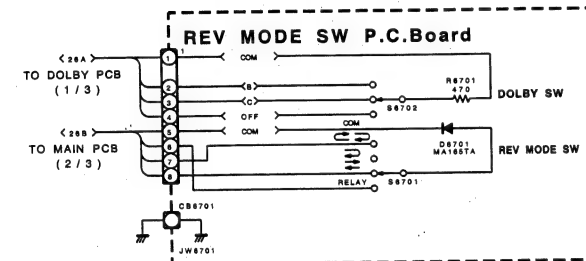 REV MODE SW P.C.Board
‹26A›
TO DOLBY PCB
(1/3)
1
1
COM
2
‹B›
3
‹C›
4
OFF
R6701
470
DOLBY SW
S6702
‹26B›
TO MAIN PCB
(2/3)
5
COM
COM
6
7
8
D6701
MA165TA
REV MODE SW
RELAY
S6701
CB6701
JW6701